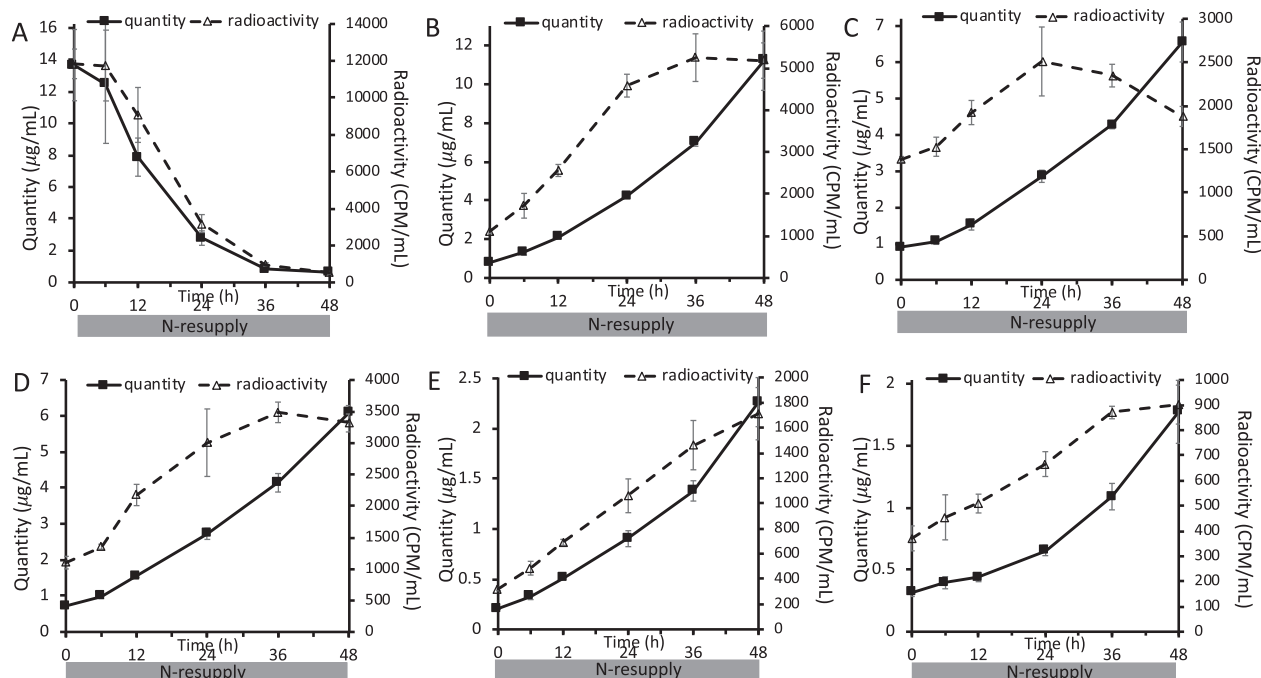 A
quantity radioactivity
Quantity (µg/mL)
16
14
12
10
8
6
4
2
0
14000
12000
10000
8000
6000
4000
2000
0
Radioactivity (CPM/mL)
0 12 24 36 48
Time (h)
N-resupply
B
quantity radioactivity
Quantity (µg/mL)
12
10
8
6
4
2
0
6000
5000
4000
3000
2000
1000
0
Radioactivity (CPM/mL)
0 12 24 36 48
Time (h)
N-resupply
C
quantity radioactivity
Quantity (µg/mL)
7
6
5
4
3
2
1
0
3000
2500
2000
1500
1000
500
0
Radioactivity (CPM/mL)
0 12 24 36 48
Time (h)
N-resupply
D
quantity radioactivity
Quantity (µg/mL)
7
6
5
4
3
2
1
0
4000
3500
3000
2500
2000
1500
1000
500
0
Radioactivity (CPM/mL)
0 12 24 36 48
Time (h)
N-resupply
E
quantity radioactivity
Quantity (µg/mL)
2.5
2
1.5
1
0.5
0
2000
1800
1600
1400
1200
1000
800
600
400
200
0
Radioactivity (CPM/mL)
0 12 24 36 48
Time (h)
N-resupply
F
quantity radioactivity
Quantity (µg/mL)
2
1.5
1
0.5
0
1000
900
800
700
600
500
400
300
200
100
0
Radioactivity (CPM/mL)
0 12 24 36 48
Time (h)
N-resupply